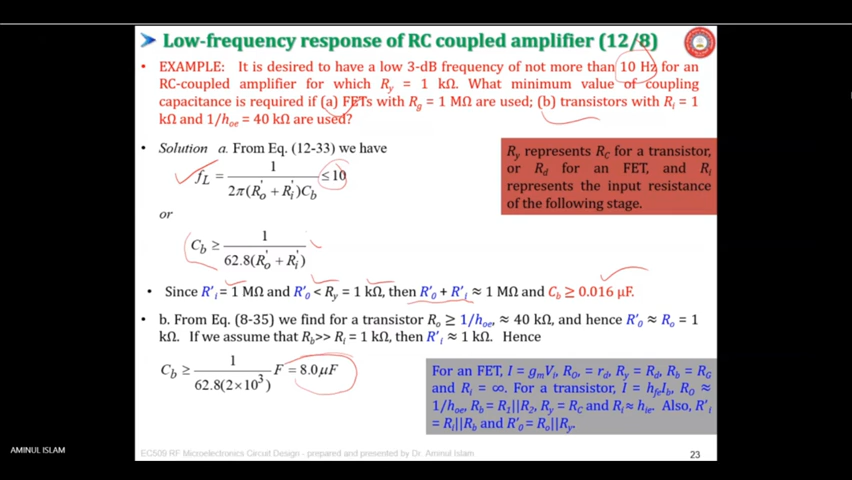 Low-frequency response of RC coupled amplifier (12/8)
• EXAMPLE: It is desired to have a low 3-dB frequency of not more than 10 Hz for an
RC-coupled amplifier for which Ry = 1 kΩ. What minimum value of coupling
capacitance is required if (a) FETs with Rg = 1 MΩ are used; (b) transistors with Ri = 1
kΩ and 1/hoe = 40 kΩ are used?
• Solution a. From Eq. (12-33) we have
fL = 1 / 2π(R'o + R'i)Cb ≤ 10
or
Cb ≥ 1 / 62.8(R'o + R'i)
Ry represents RC for a transistor,
or Rd for an FET, and Ri
represents the input resistance
of the following stage.
• Since R'i = 1 MΩ and R'0 < Ry = 1 kΩ, then R'0 + R'i ≈ 1 MΩ and Cb ≥ 0.016 μF.
• b. From Eq. (8-35) we find for a transistor Ro ≥ 1/hoe, ≈ 40 kΩ, and hence R'0 ≈ Ro = 1
kΩ. If we assume that Rb>> Ri = 1 kΩ, then R'i ≈ 1 kΩ. Hence
Cb ≥ 1 / 62.8(2×10³) F = 8.0μF
For an FET, I = gmVi, RO = rd, Ry = Rd, Rb = RG
and Ri = ∞. For a transistor, I = hfeIb, RO ≈
1/hoe, Rb = R1||R2, Ry = RC and Ri ≈ hie. Also, R'i
= Ri||Rb and R'0 = Ro||Ry.
AMINUL ISLAM
EC509 RF Microelectronics Circuit Design - prepared and presented by Dr. Aminul Islam
23